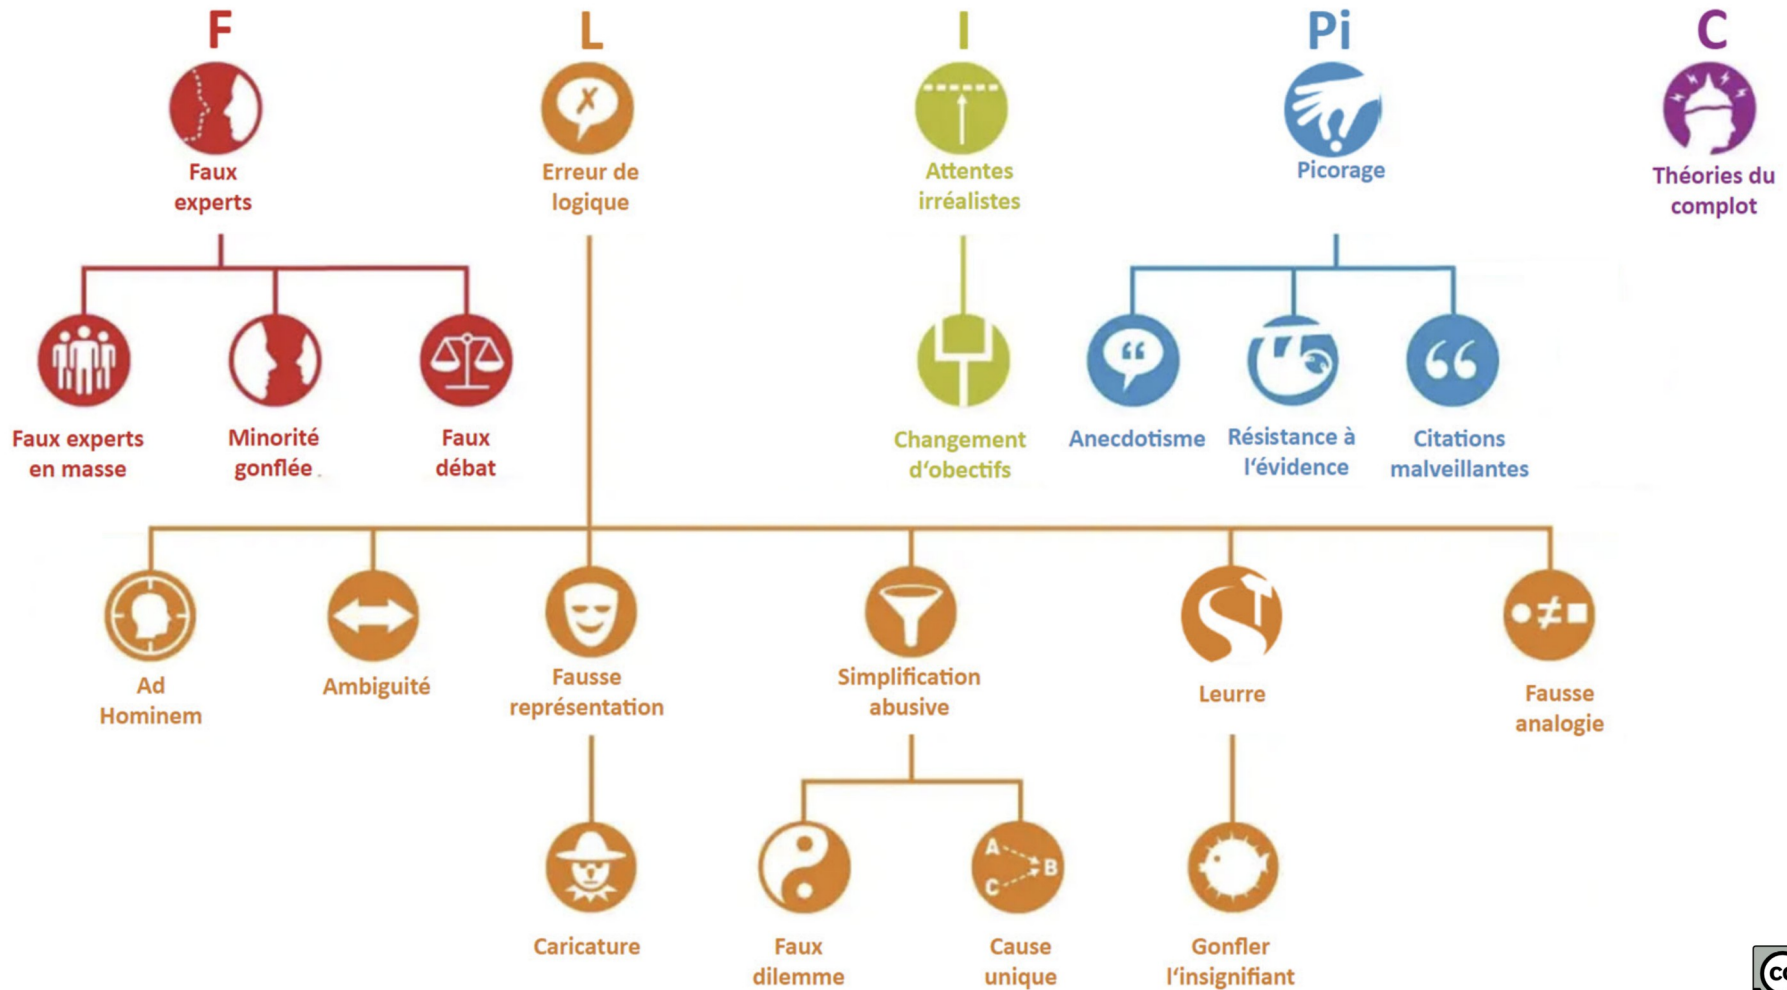 F
L
I
Pi
C
Faux
experts
Erreur de
logique
Attentes
irréalistes
Picorage
Théories du
complot
Faux experts
en masse
Minorité
gonflée
Faux
débat
Changement
d'obectifs
Anecdotisme
Résistance à
l'évidence
Citations
malveillantes
Ad
Hominem
Ambiguité
Fausse
représentation
Simplification
abusive
Leurre
Fausse
analogie
Caricature
Faux
dilemme
A
B
C
Cause
unique
Gonfler
l'insignifiant